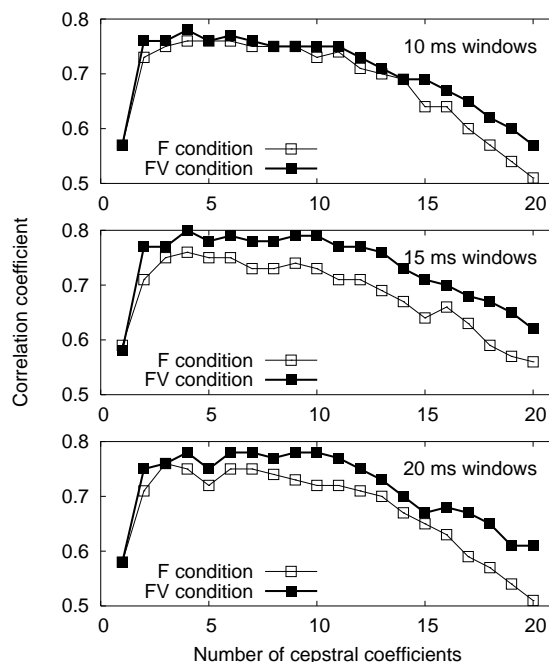 0.8
10 ms windows
0.7
0.6
F condition
FV condition
0.5
0 5 10 15 20
0.8
15 ms windows
0.7
0.6
F condition
FV condition
0.5
0 5 10 15 20
0.8
20 ms windows
0.7
0.6
F condition
FV condition
0.5
0 5 10 15 20
Correlation coefficient
Number of cepstral coefficients